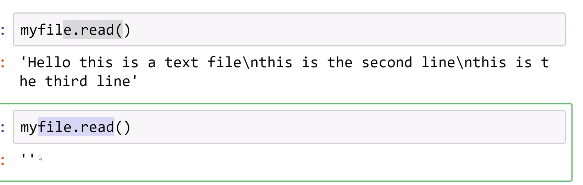 : myfile.read()
: 'Hello this is a text file\nthis is the second line\nthis is t
he third line'
: myfile.read()
: ''